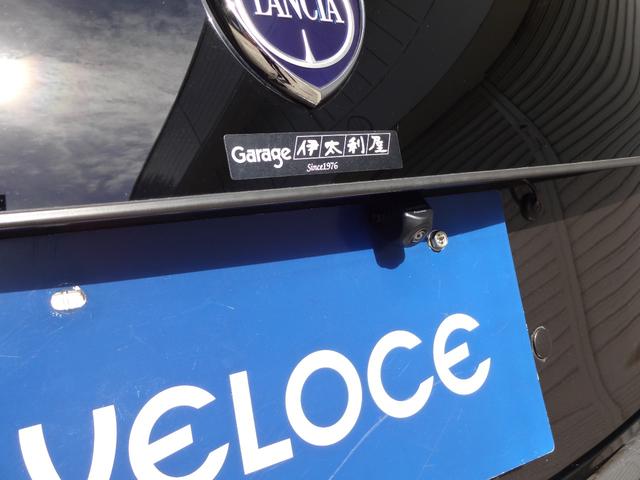 LANCIA
Garage 伊太利屋
Since1976
VELOCE